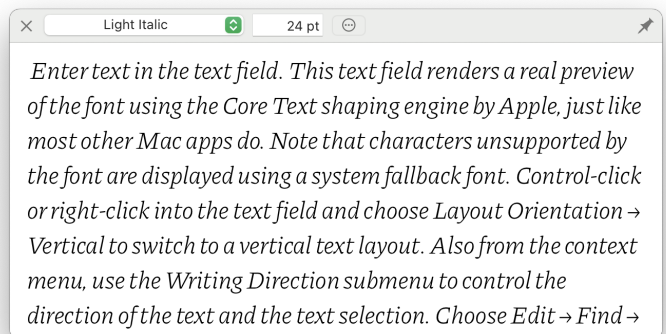 Light Italic
24 pt
Enter text in the text field. This text field renders a real preview
of the font using the Core Text shaping engine by Apple, just like
most other Mac apps do. Note that characters unsupported by
the font are displayed using a system fallback font. Control-click
or right-click into the text field and choose Layout Orientation →
Vertical to switch to a vertical text layout. Also from the context
menu, use the Writing Direction submenu to control the
direction of the text and the text selection. Choose Edit → Find →